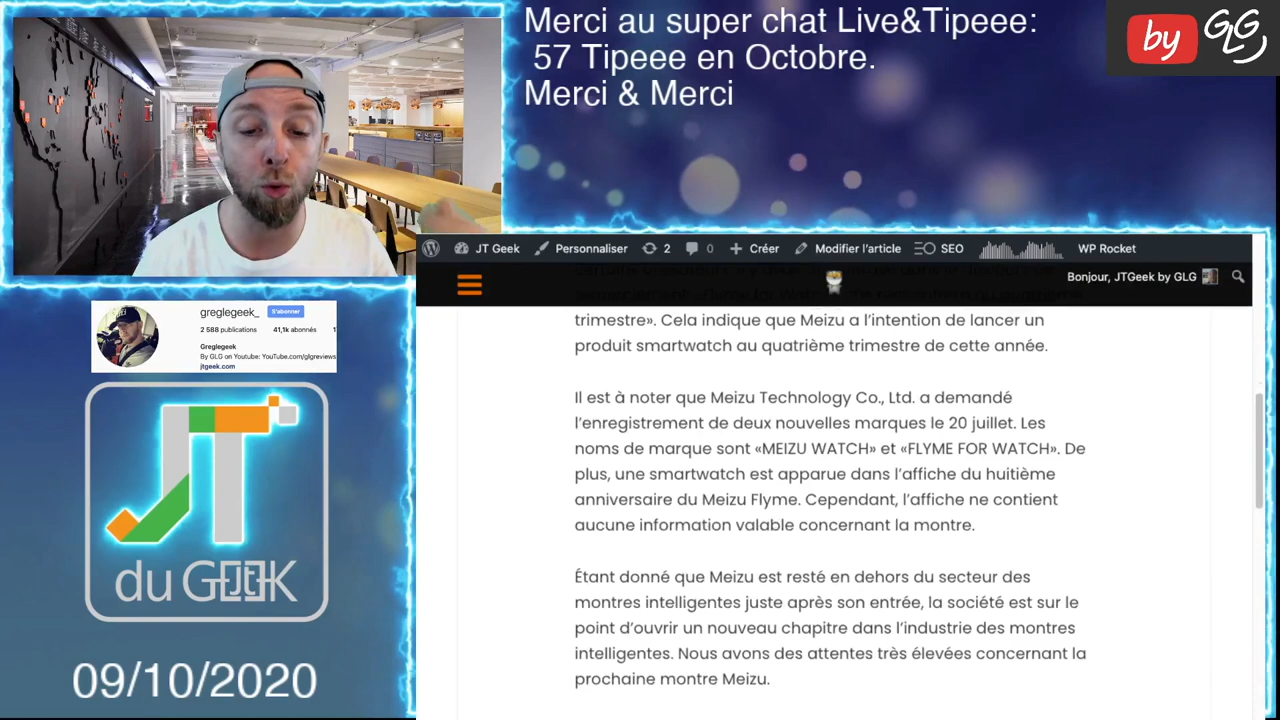 Merci au super chat Live&Tipeee:
57 Tipeee en Octobre.
Merci & Merci
by GLG
greglegeek_
S'abonner
2 588 publications 41,1k abonnés 1
Greglegeek
By GLG on Youtube: YouTube.com/glgreviews
jtgeek.com
JT
du GEEK
JT
09/10/2020
JT Geek Personnaliser 2 0 Créer Modifier l'article SEO WP Rocket
Bonjour, JTGeek by GLG
trimestre». Cela indique que Meizu a l'intention de lancer un
produit smartwatch au quatrième trimestre de cette année.
Il est à noter que Meizu Technology Co., Ltd. a demandé
l'enregistrement de deux nouvelles marques le 20 juillet. Les
noms de marque sont «MEIZU WATCH» et «FLYME FOR WATCH». De
plus, une smartwatch est apparue dans l'affiche du huitième
anniversaire du Meizu Flyme. Cependant, l'affiche ne contient
aucune information valable concernant la montre.
Étant donné que Meizu est resté en dehors du secteur des
montres intelligentes juste après son entrée, la société est sur le
point d'ouvrir un nouveau chapitre dans l'industrie des montres
intelligentes. Nous avons des attentes très élevées concernant la
prochaine montre Meizu.